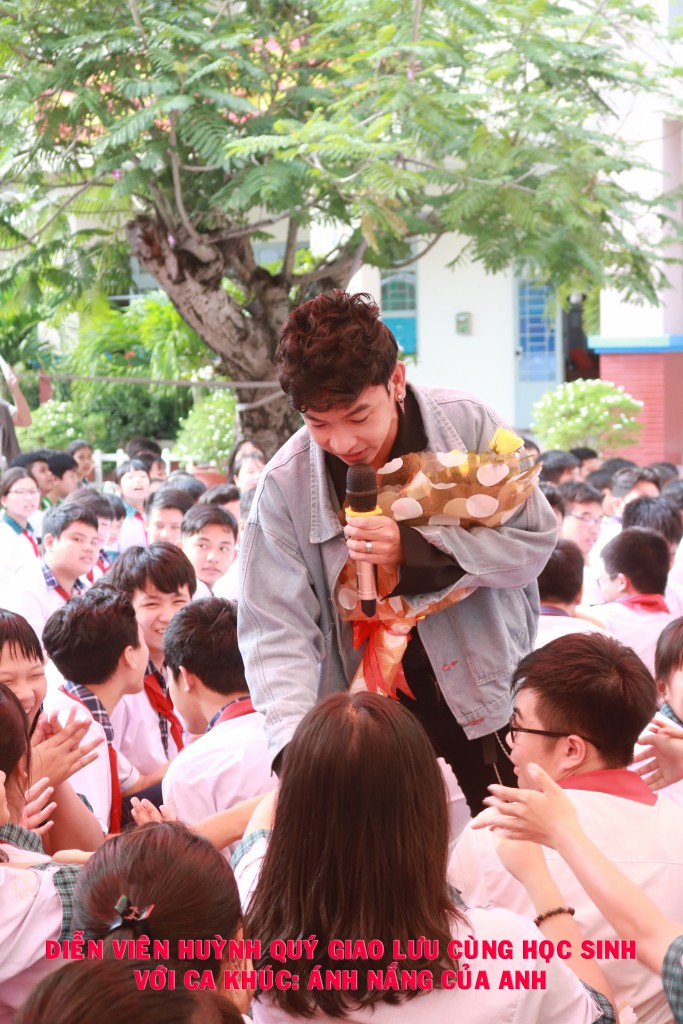 DIỄN VIÊN HUỲNH QUÝ GIAO LƯU CÙNG HỌC SINH
VỚI CA KHÚC: ÁNH NẮNG CỦA ANH